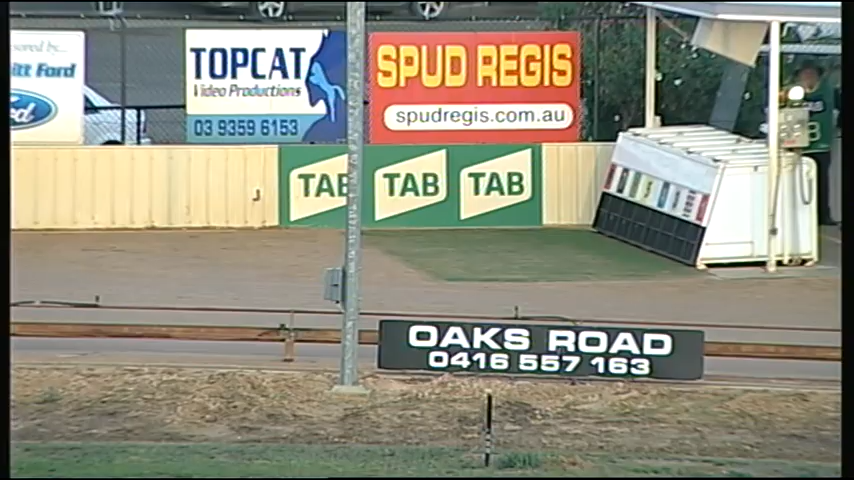 sored by...
itt Ford
Ford
TOPCAT
Video Productions
03 9359 6153
SPUD REGIS
spudregis.com.au
TAB
TAB
TAB
OAKS ROAD
0416 557 163